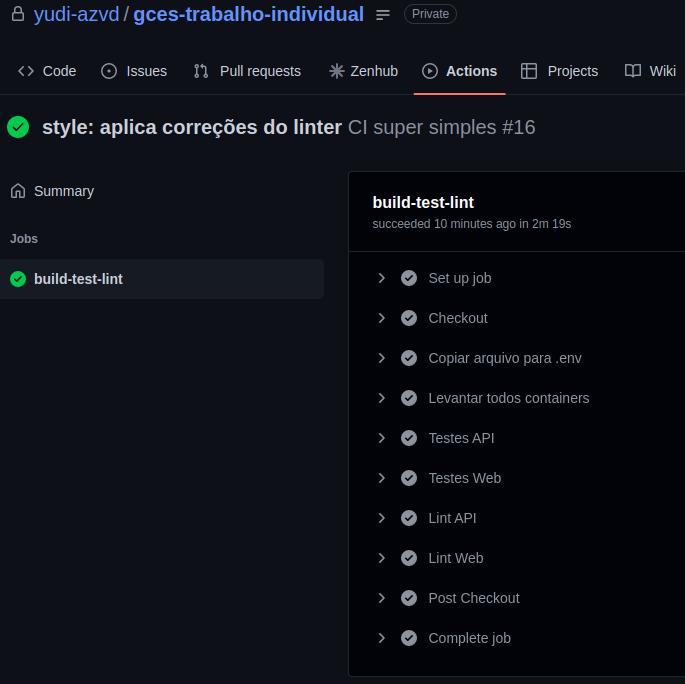 yudi-azvd / gces-trabalho-individual Private
Code Issues Pull requests Zenhub Actions Projects Wiki
style: aplica correções do linter CI super simples #16
Summary
Jobs
build-test-lint
build-test-lint
succeeded 10 minutes ago in 2m 19s
Set up job
Checkout
Copiar arquivo para .env
Levantar todos containers
Testes API
Testes Web
Lint API
Lint Web
Post Checkout
Complete job